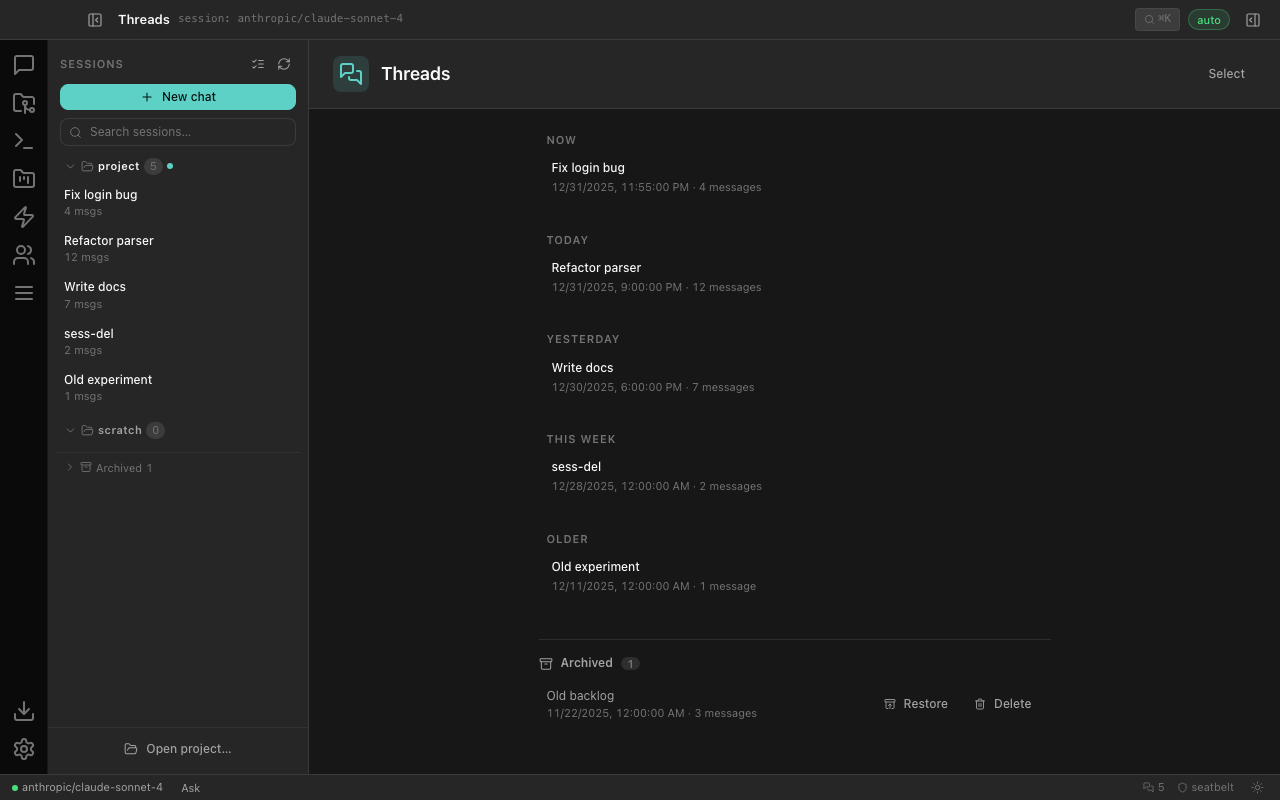 Threads session: anthropic/claude-sonnet-4
⌘K
auto
SESSIONS
New chat
Search sessions...
project 5
Fix login bug
4 msgs
Refactor parser
12 msgs
Write docs
7 msgs
sess-del
2 msgs
Old experiment
1 msgs
scratch 0
Archived 1
Open project...
Threads
Select
NOW
Fix login bug
12/31/2025, 11:55:00 PM · 4 messages
TODAY
Refactor parser
12/31/2025, 9:00:00 PM · 12 messages
YESTERDAY
Write docs
12/30/2025, 6:00:00 PM · 7 messages
THIS WEEK
sess-del
12/28/2025, 12:00:00 AM · 2 messages
OLDER
Old experiment
12/11/2025, 12:00:00 AM · 1 message
Archived 1
Old backlog
11/22/2025, 12:00:00 AM · 3 messages
Restore
Delete
anthropic/claude-sonnet-4
Ask
5
seatbelt